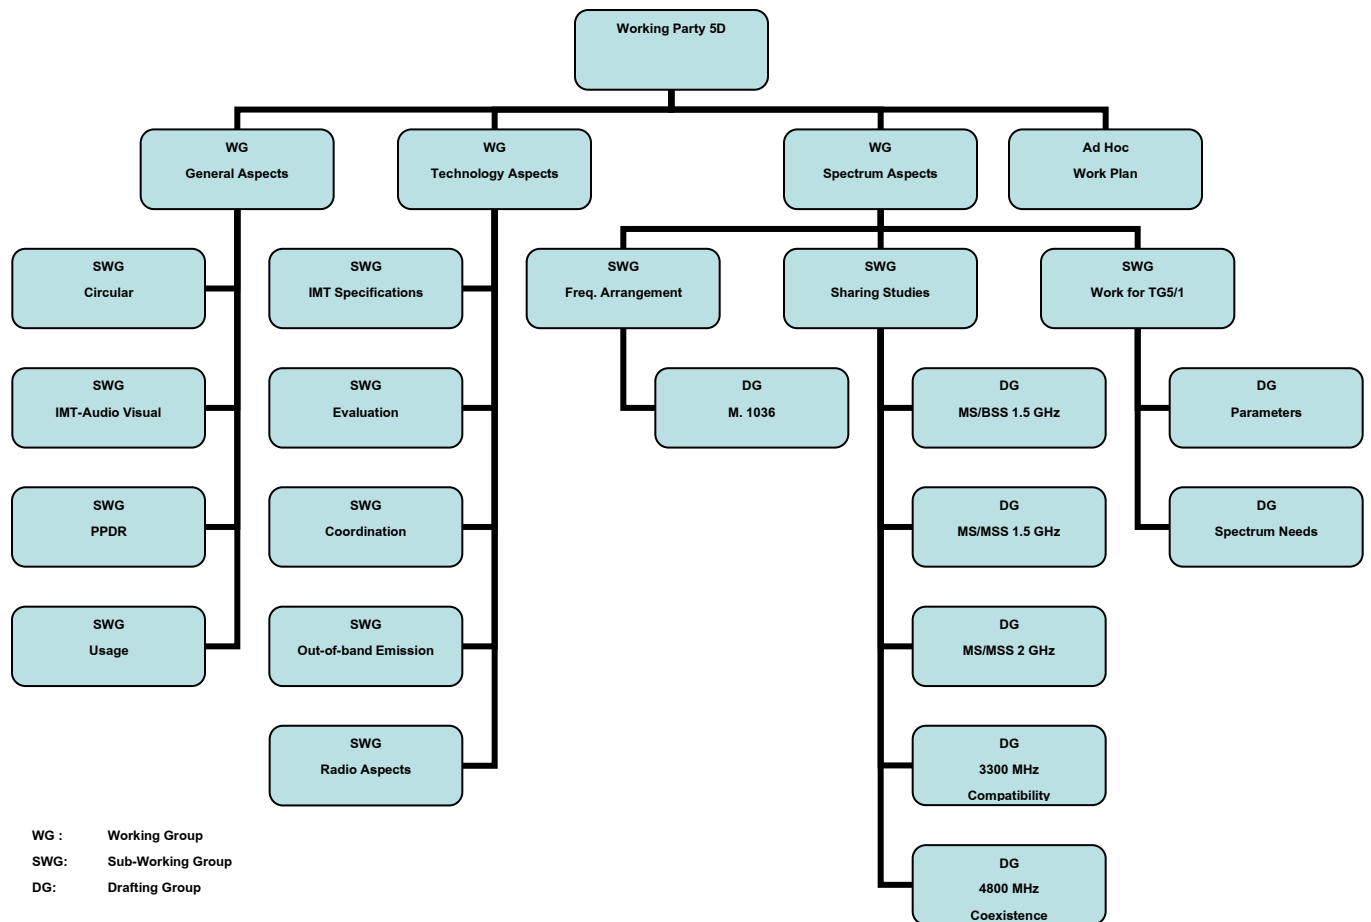 Working Party 5D
WG
General Aspects
WG
Technology Aspects
WG
Spectrum Aspects
Ad Hoc
Work Plan
SWG
Circular
SWG
IMT Specifications
SWG
Freq. Arrangement
SWG
Sharing Studies
SWG
Work for TG5/1
SWG
IMT-Audio Visual
SWG
Evaluation
DG
M. 1036
DG
MS/BSS 1.5 GHz
DG
Parameters
SWG
PPDR
SWG
Coordination
DG
MS/MSS 1.5 GHz
DG
Spectrum Needs
SWG
Usage
SWG
Out-of-band Emission
DG
MS/MSS 2 GHz
SWG
Radio Aspects
DG
3300 MHz
Compatibility
DG
4800 MHz
Coexistence
WG : Working Group
SWG: Sub-Working Group
DG: Drafting Group